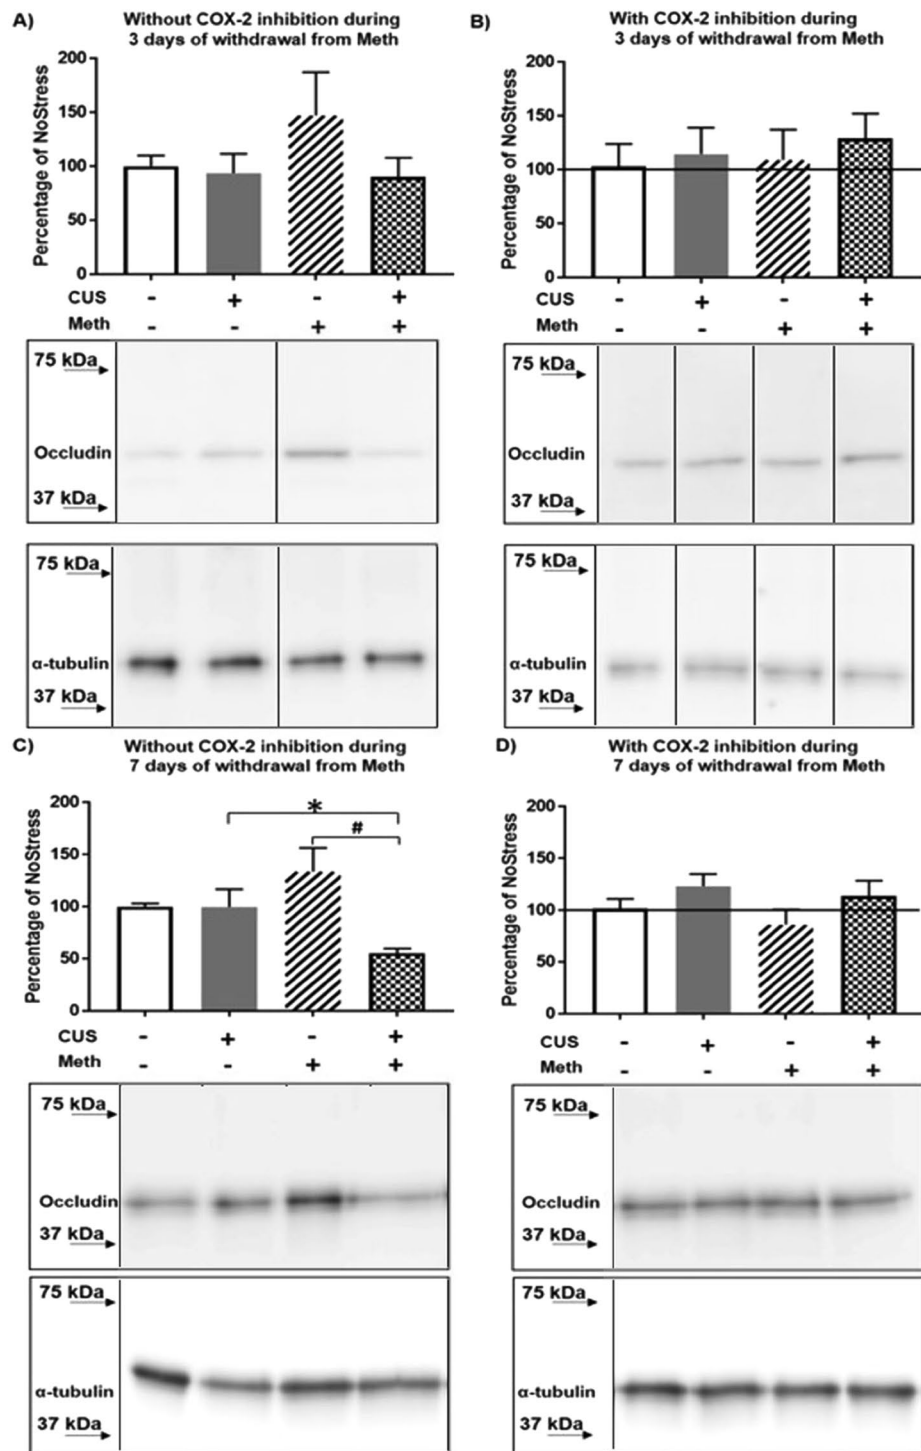 A)
Without COX-2 inhibition during
3 days of withdrawal from Meth
Percentage of NoStress
200
150
100
50
0
CUS - + - +
Meth - - + +
75 kDa
Occludin
37 kDa
75 kDa
α-tubulin
37 kDa
B)
With COX-2 inhibition during
3 days of withdrawal from Meth
Percentage of NoStress
200
150
100
50
0
CUS - + - +
Meth - - + +
75 kDa
Occludin
37 kDa
75 kDa
α-tubulin
37 kDa
C)
Without COX-2 inhibition during
7 days of withdrawal from Meth
Percentage of NoStress
200
150
100
50
0
*
#
CUS - + - +
Meth - - + +
75 kDa
Occludin
37 kDa
75 kDa
α-tubulin
37 kDa
D)
With COX-2 inhibition during
7 days of withdrawal from Meth
Percentage of NoStress
200
150
100
50
0
CUS - + - +
Meth - - + +
75 kDa
Occludin
37 kDa
75 kDa
α-tubulin
37 kDa